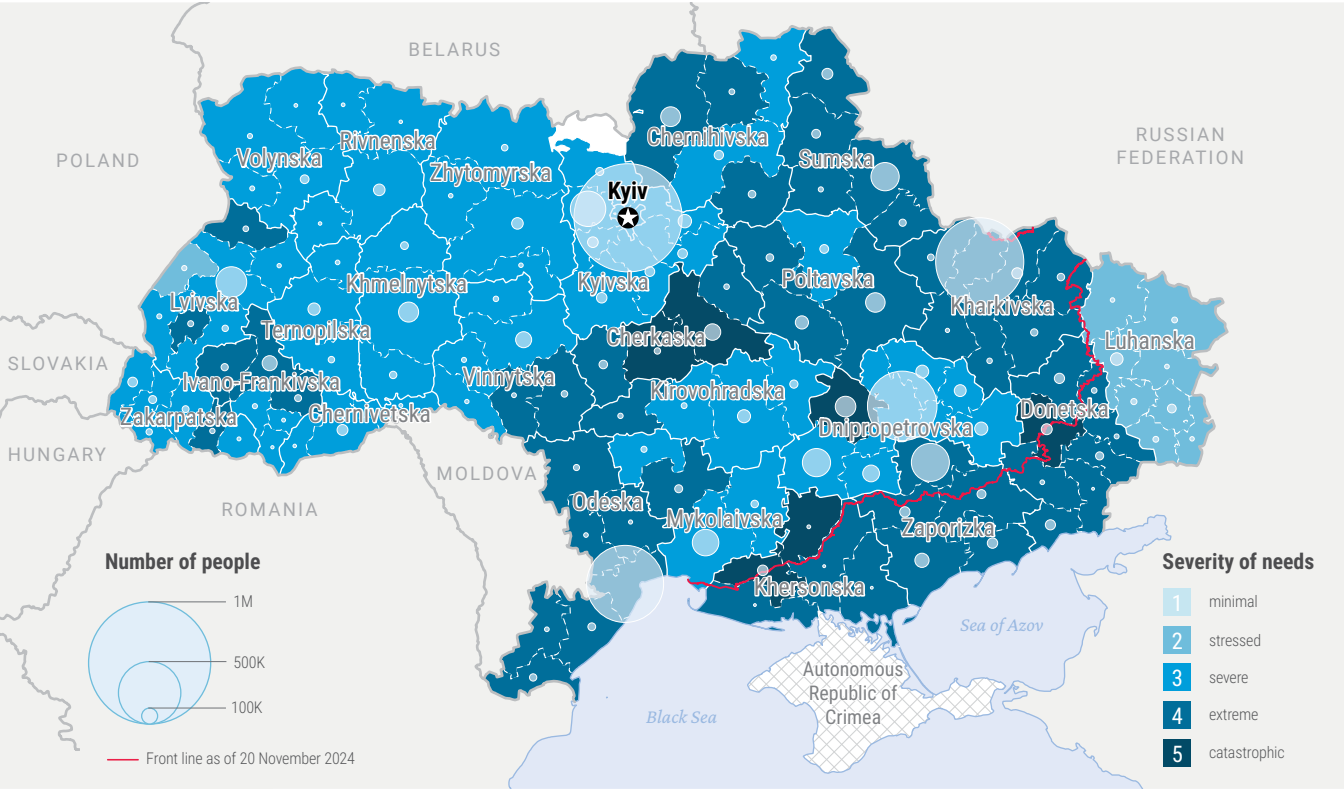 BELARUS
RUSSIAN
FEDERATION
POLAND
Chernihivska
Rivnenska
Volynska
Sumska
Zhytomyrska
Kyiv
Khmelnytska
Kyivska
Poltavska
Lvivska
Kharkivska
Ternopilska
Cherkaska
Luhanska
SLOVAKIA
Ivano-Frankivska
Vinnytska
Kirovohradska
Zakarpatska
Chernivetska
Donetska
Dnipropetrovska
HUNGARY
MOLDOVA
ROMANIA
Odeska
Mykolaivska
Zaporizka
Khersonska
Sea of Azov
Autonomous
Republic of
Crimea
Black Sea
Number of people
1M
500K
100K
Front line as of 20 November 2024
Severity of needs
1 minimal
2 stressed
3 severe
4 extreme
5 catastrophic